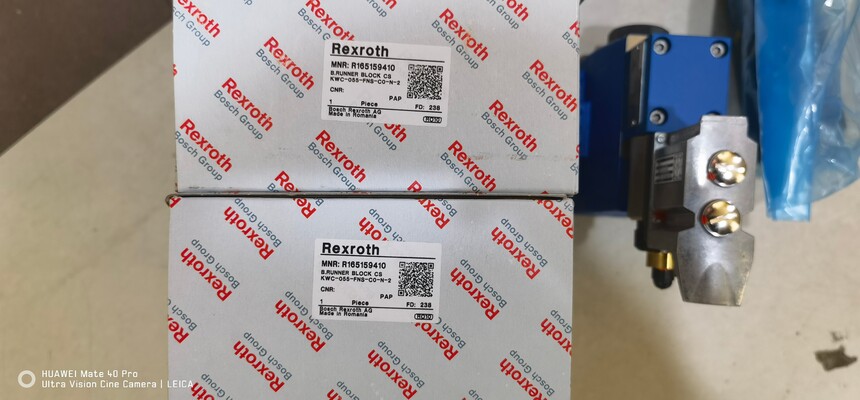 Rexroth
MNR: R165159410
B.RUNNER BLOCK CS
KWC-055-FNS-C0-N-2
CNR:
PAP
1 Piece FD: 238
Bosch Rexroth AG
Made in Romania
Rexroth
MNR: R165159410
B.RUNNER BLOCK CS
KWC-055-FNS-C0-N-2
CNR:
PAP
1 Piece FD: 238
Bosch Rexroth AG
Made in Romania
Rexroth
Bosch Group
HUAWEI Mate 40 Pro
Ultra Vision Cine Camera | LEICA